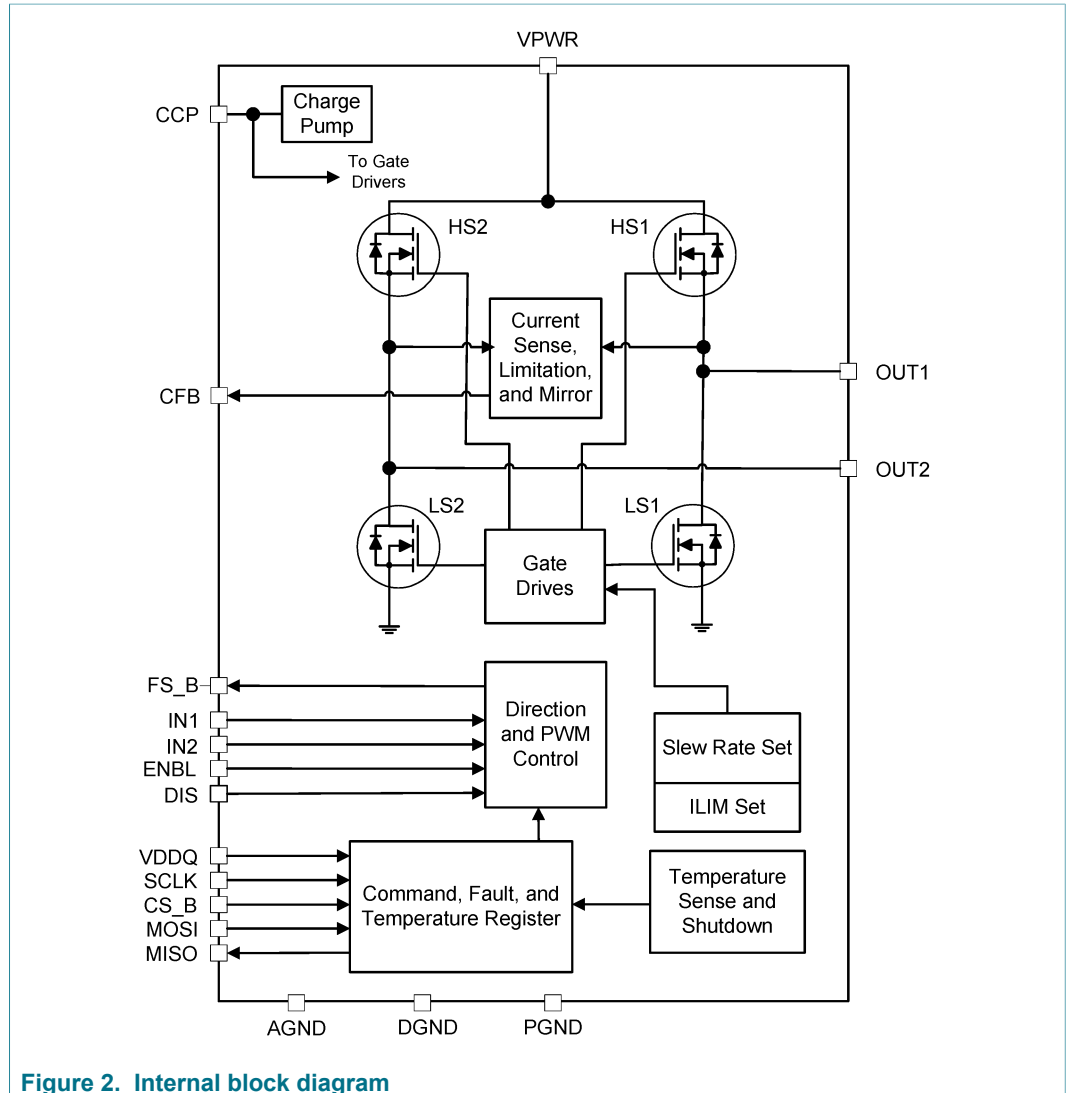 VPWR
CCP
Charge
Pump
To Gate
Drivers
HS2
HS1
Current
Sense,
Limitation,
and Mirror
OUT1
CFB
OUT2
LS2
LS1
Gate
Drives
FS_B
IN1
IN2
ENBL
DIS
Direction
and PWM
Control
Slew Rate Set
ILIM Set
VDDQ
SCLK
CS_B
MOSI
MISO
Command, Fault, and
Temperature Register
Temperature
Sense and
Shutdown
AGND
DGND
PGND
Figure 2. Internal block diagram